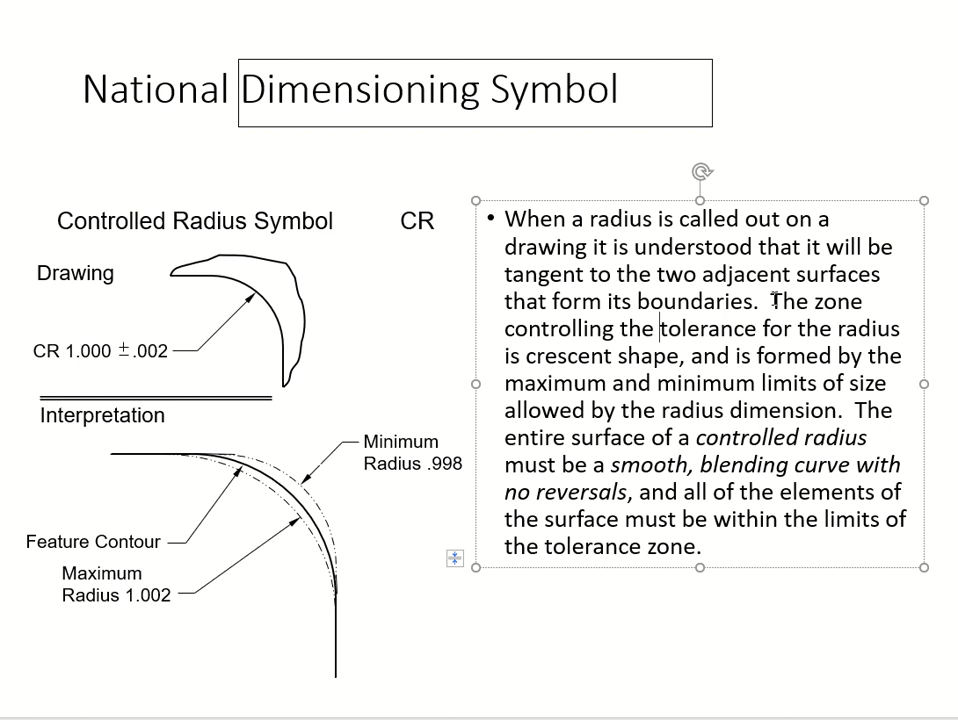 National Dimensioning Symbol
Controlled Radius Symbol CR
Drawing
CR 1.000 ±.002
Interpretation
Minimum
Radius .998
Feature Contour
Maximum
Radius 1.002
• When a radius is called out on a
drawing it is understood that it will be
tangent to the two adjacent surfaces
that form its boundaries.  The zone
controlling the tolerance for the radius
is crescent shape, and is formed by the
maximum and minimum limits of size
allowed by the radius dimension.  The
entire surface of a controlled radius
must be a smooth, blending curve with
no reversals, and all of the elements of
the surface must be within the limits of
the tolerance zone.